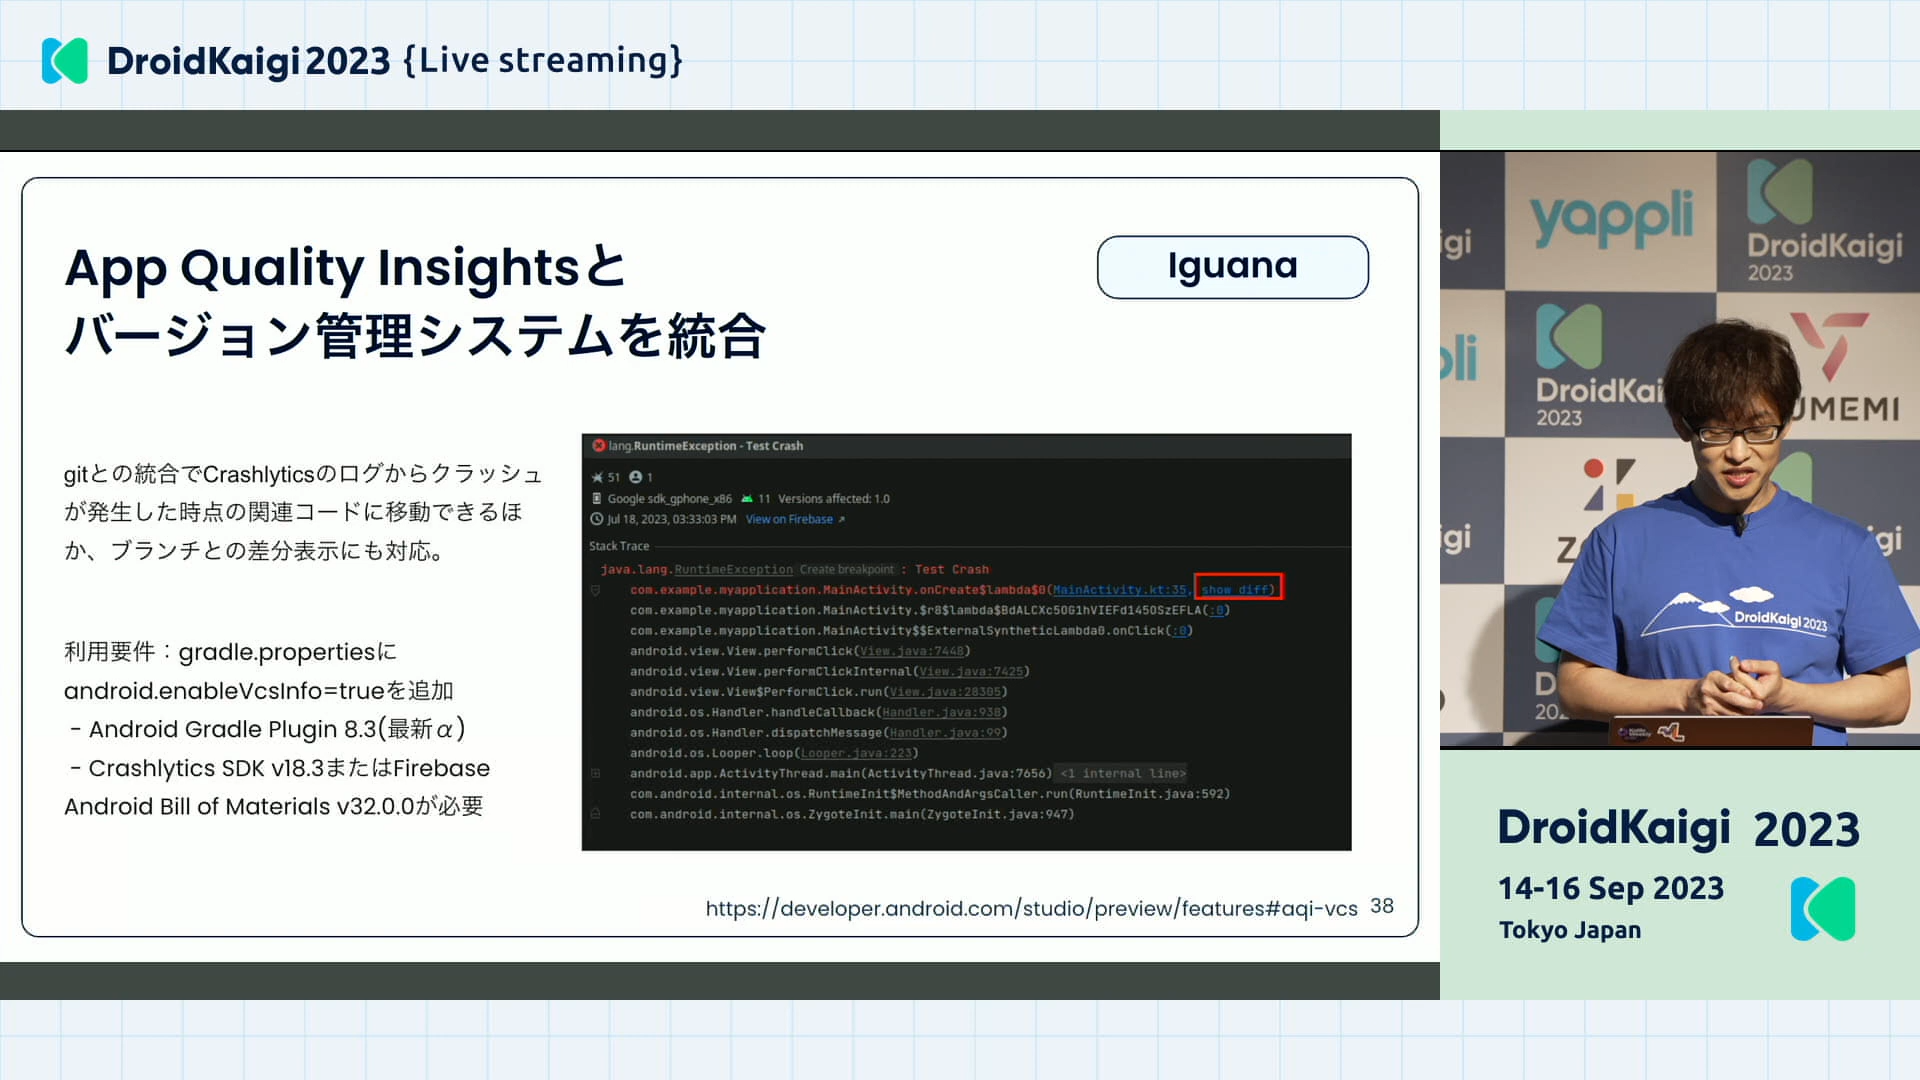 DroidKaigi 2023 {Live streaming}
App Quality Insightsと
バージョン管理システムを統合
Iguana
gitとの統合でCrashlyticsのログからクラッシュ
が発生した時点の関連コードに移動できるほ
か、ブランチとの差分表示にも対応。
利用要件：gradle.propertiesに
android.enableVcsInfo=trueを追加
- Android Gradle Plugin 8.3(最新α)
- Crashlytics SDK v18.3またはFirebase
Android Bill of Materials v32.0.0が必要
lang.RuntimeException - Test Crash
51 1
Google sdk_gphone_x86 11 Versions affected: 1.0
Jul 18, 2023, 03:33:03 PM View on Firebase ↗
Stack Trace
java.lang.RuntimeException Create breakpoint : Test Crash
com.example.myapplication.MainActivity.onCreate$lambda$0(MainActivity.kt:35, show diff)
com.example.myapplication.MainActivity.$r8$lambda$BdALCXc5OG1hVIEFd145OSzEFLA(:0)
com.example.myapplication.MainActivity$$ExternalSyntheticLambda0.onClick(:0)
android.view.View.performClick(View.java:7448)
android.view.View.performClickInternal(View.java:7425)
android.view.View$PerformClick.run(View.java:28305)
android.os.Handler.handleCallback(Handler.java:938)
android.os.Handler.dispatchMessage(Handler.java:99)
android.os.Looper.loop(Looper.java:223)
android.app.ActivityThread.main(ActivityThread.java:7656) <1 internal line>
com.android.internal.os.RuntimeInit$MethodAndArgsCaller.run(RuntimeInit.java:592)
com.android.internal.os.ZygoteInit.main(ZygoteInit.java:947)
https://developer.android.com/studio/preview/features#aqi-vcs 38
igi
yappli
DroidKaigi
2023
pli
DroidKai
2023
UMEMI
igi
Z
gi
DroidKaigi 2023
D
202
DroidKaigi 2023
14-16 Sep 2023
Tokyo Japan